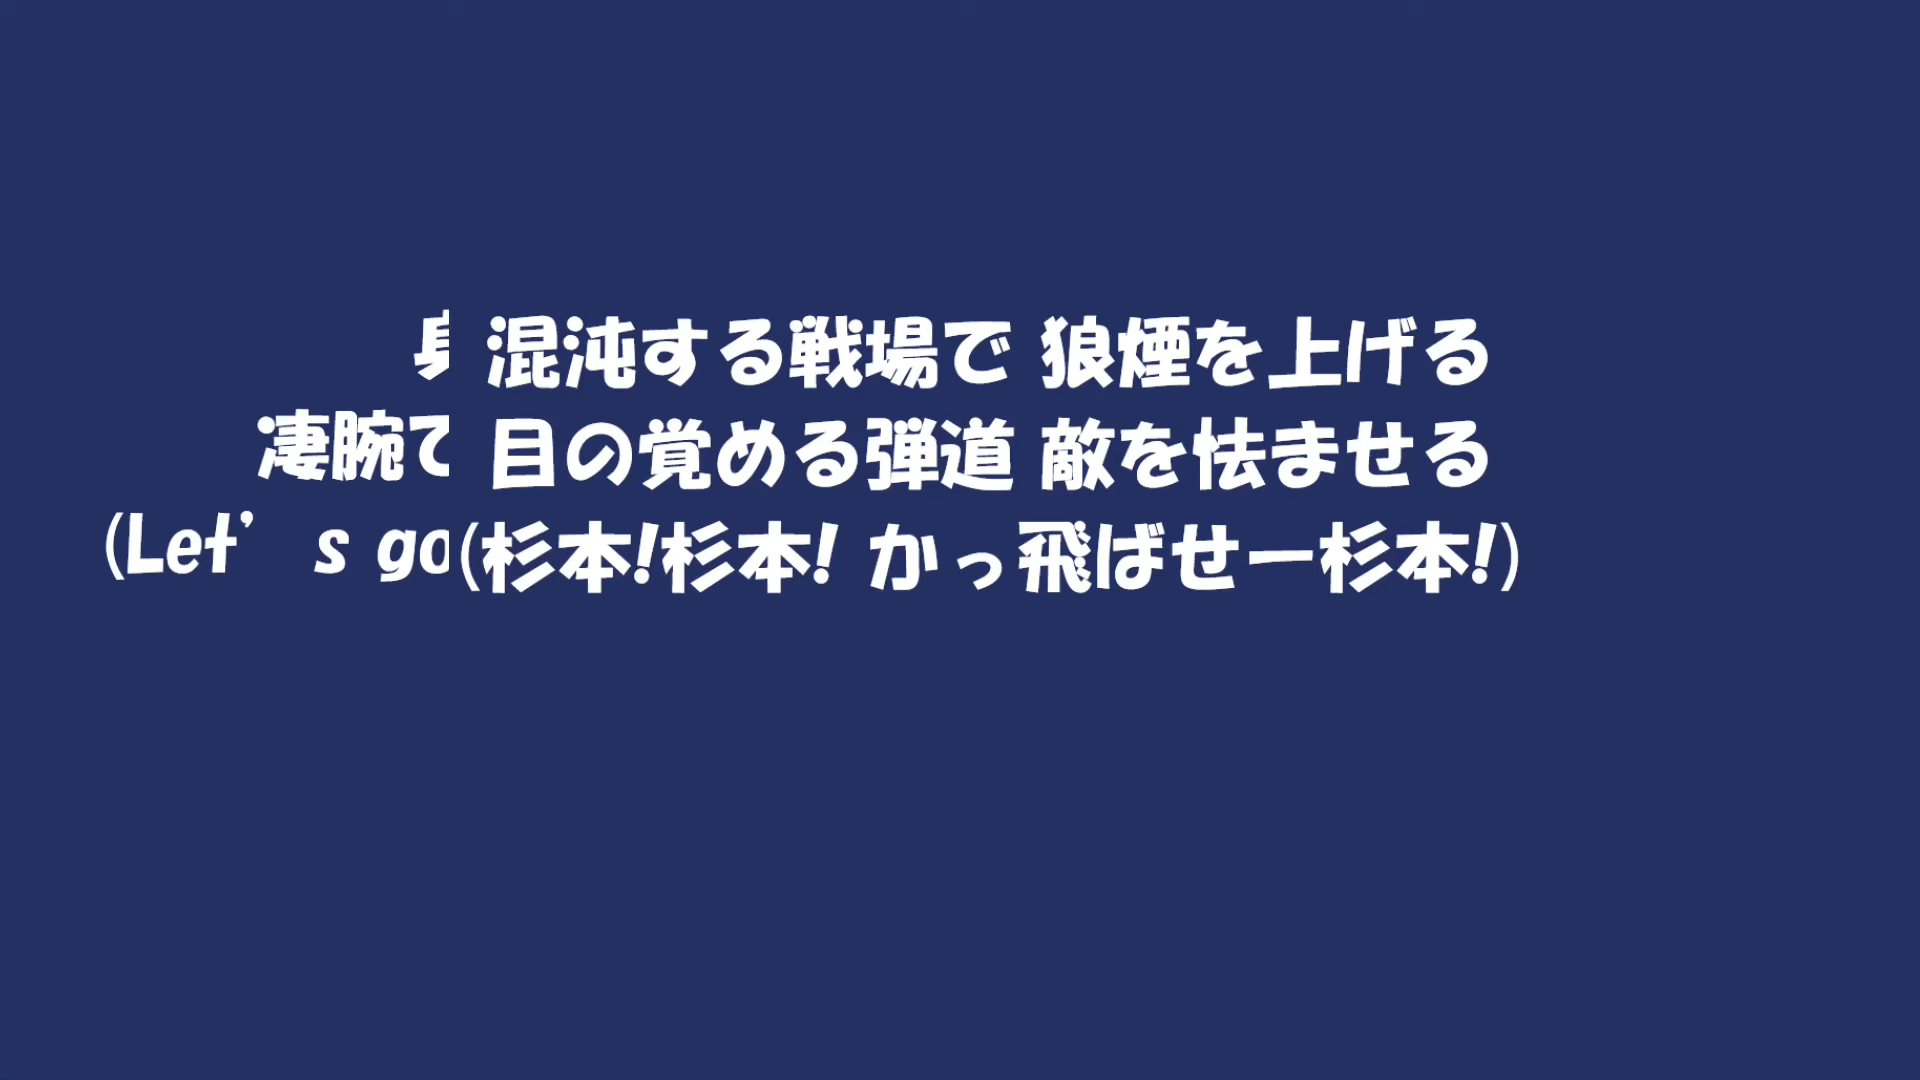 混沌する戦場で 狼煙を上げる
凄腕で 目の覚める弾道 敵を怯ませる
(Let's go (杉本!杉本! かっ飛ばせー杉本!)